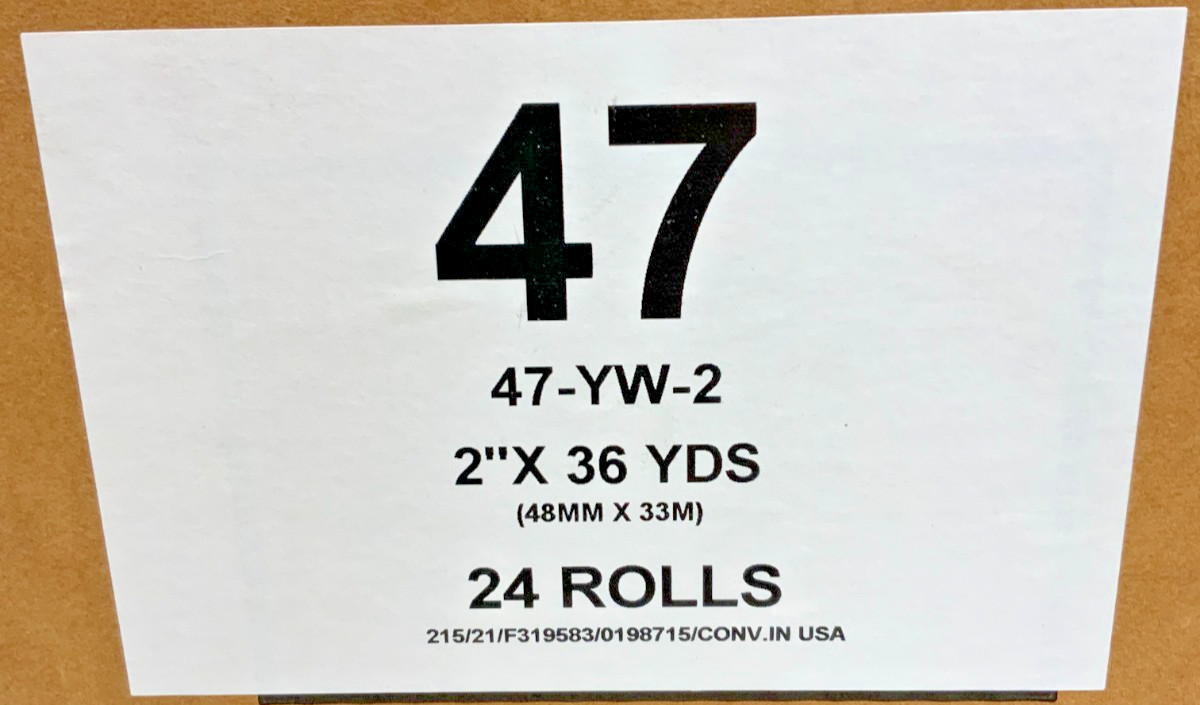 47
47-YW-2
2"X 36 YDS
(48MM X 33M)
24 ROLLS
215/21/F319583/0198715/CONV.IN USA